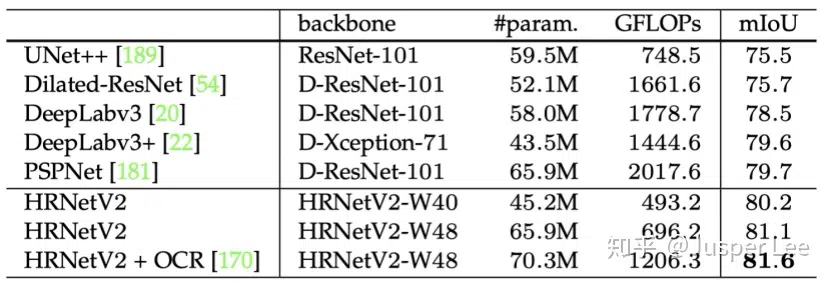 backbone #param. GFLOPs mIoU
UNet++ [189] ResNet-101 59.5M 748.5 75.5
Dilated-ResNet [54] D-ResNet-101 52.1M 1661.6 75.7
DeepLabv3 [20] D-ResNet-101 58.0M 1778.7 78.5
DeepLabv3+ [22] D-Xception-71 43.5M 1444.6 79.6
PSPNet [181] D-ResNet-101 65.9M 2017.6 79.7
HRNetV2 HRNetV2-W40 45.2M 493.2 80.2
HRNetV2 HRNetV2-W48 65.9M 696.2 81.1
HRNetV2 + OCR [170] HRNetV2-W48 70.3M 1206.3 81.6
知乎 @JusperLee